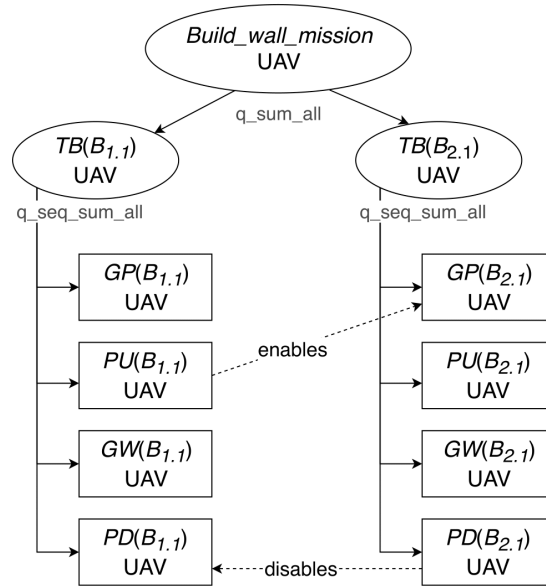 Build_wall_mission
UAV
q_sum_all
TB(B1.1)
UAV
q_seq_sum_all
GP(B1.1)
UAV
PU(B1.1)
UAV
GW(B1.1)
UAV
PD(B1.1)
UAV
TB(B2.1)
UAV
q_seq_sum_all
GP(B2.1)
UAV
PU(B2.1)
UAV
GW(B2.1)
UAV
PD(B2.1)
UAV
enables
disables